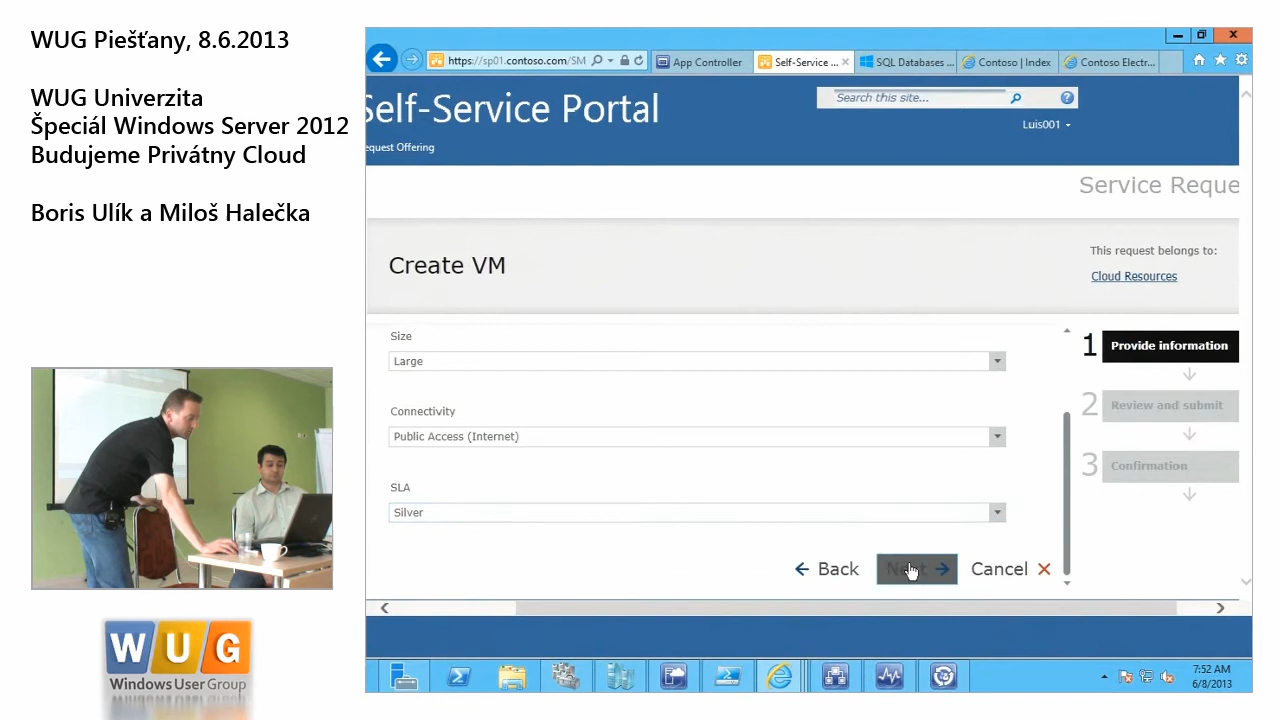 WUG Piešťany, 8.6.2013
WUG Univerzita
Špeciál Windows Server 2012
Budujeme Privátny Cloud
Boris Ulík a Miloš Halečka
WUG
Windows User Group
https://sp01.contoso.com/SM
App Controller
Self-Service ...
SQL Databases ...
Contoso | Index
Contoso Electr...
Self-Service Portal
Search this site...
Luis001
equest Offering
Service Reque
Create VM
This request belongs to:
Cloud Resources
Size
Large
Connectivity
Public Access (Internet)
SLA
Silver
1 Provide information
2 Review and submit
3 Confirmation
Back
Next
Cancel
7:52 AM
6/8/2013